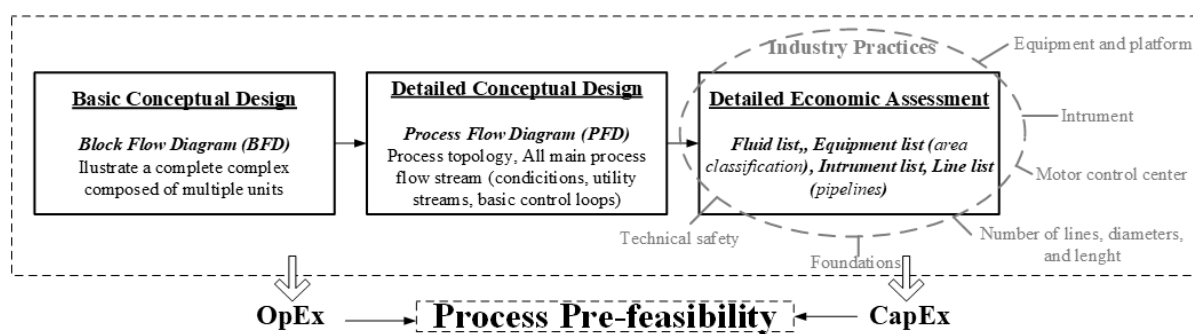 Industry Practices
Equipment and platform
Basic Conceptual Design
Block Flow Diagram (BFD)
Ilustrate a complete complex
composed of multiple units
Detailed Conceptual Design
Process Flow Diagram (PFD)
Process topology, All main process
flow stream (condicitions, utility
streams, basic control loops)
Detailed Economic Assessment
Fluid list,, Equipment list (area
classification), Intrument list, Line list
(pipelines)
Intrument
Motor control center
Number of lines, diameters,
and lenght
Technical safety
Foundations
OpEx
Process Pre-feasibility
CapEx